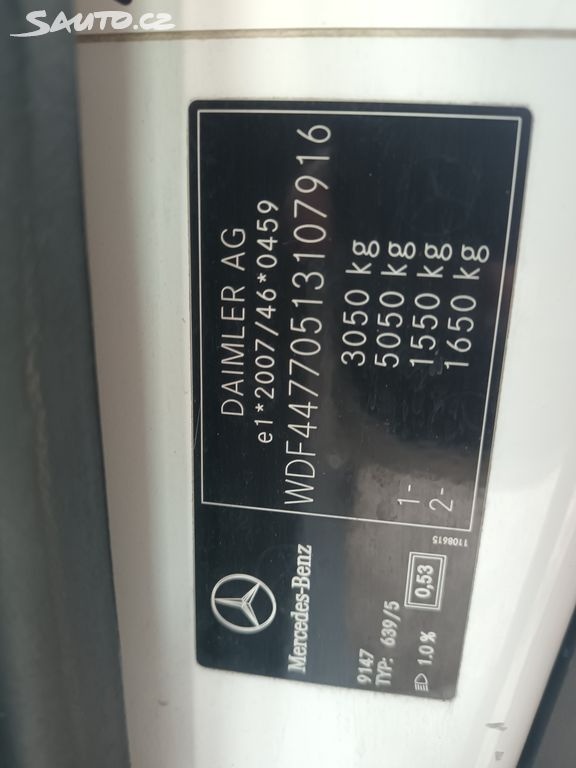 SAUTO.CZ
DAIMLER AG
e1*2007/46*0459
WDF44770513107916
3050 kg
5050 kg
1- 1550 kg
2- 1650 kg
Mercedes-Benz
9147
TYP: 639/5
1.0 % 0,53
1108615